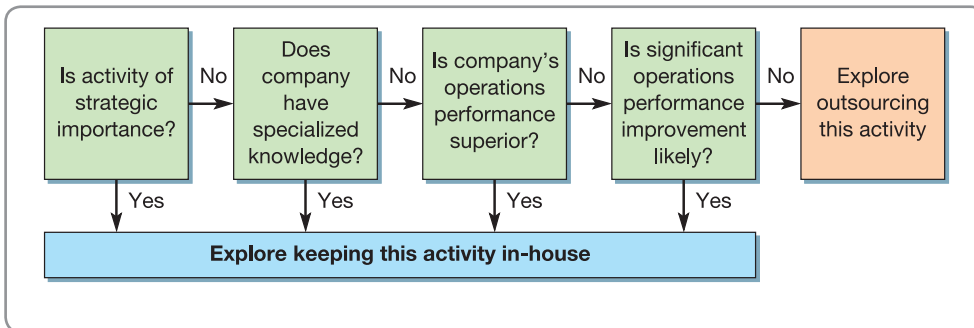 Is activity of
strategic
importance?
No
Does
company
have
specialized
knowledge?
No
Is company's
operations
performance
superior?
No
Is significant
operations
performance
improvement
likely?
No
Explore
outsourcing
this activity
Yes
Yes
Yes
Yes
Explore keeping this activity in-house